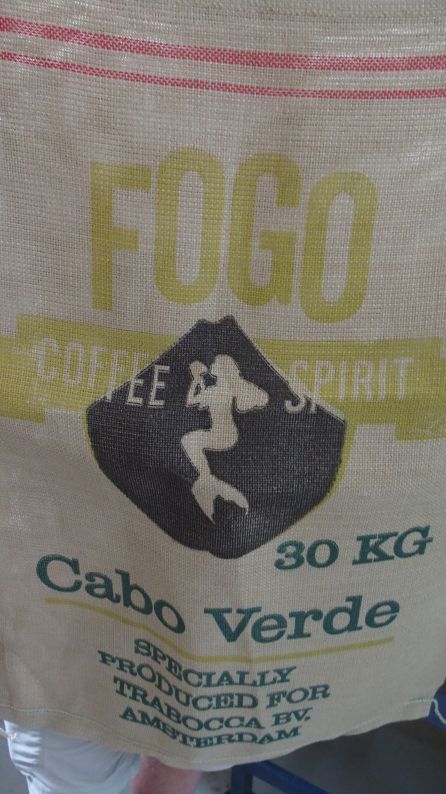 FOGO
COFFEE & SPIRIT
30 KG
Cabo Verde
SPECIALLY
PRODUCED FOR
TRABOCCA BV.
AMSTERDAM